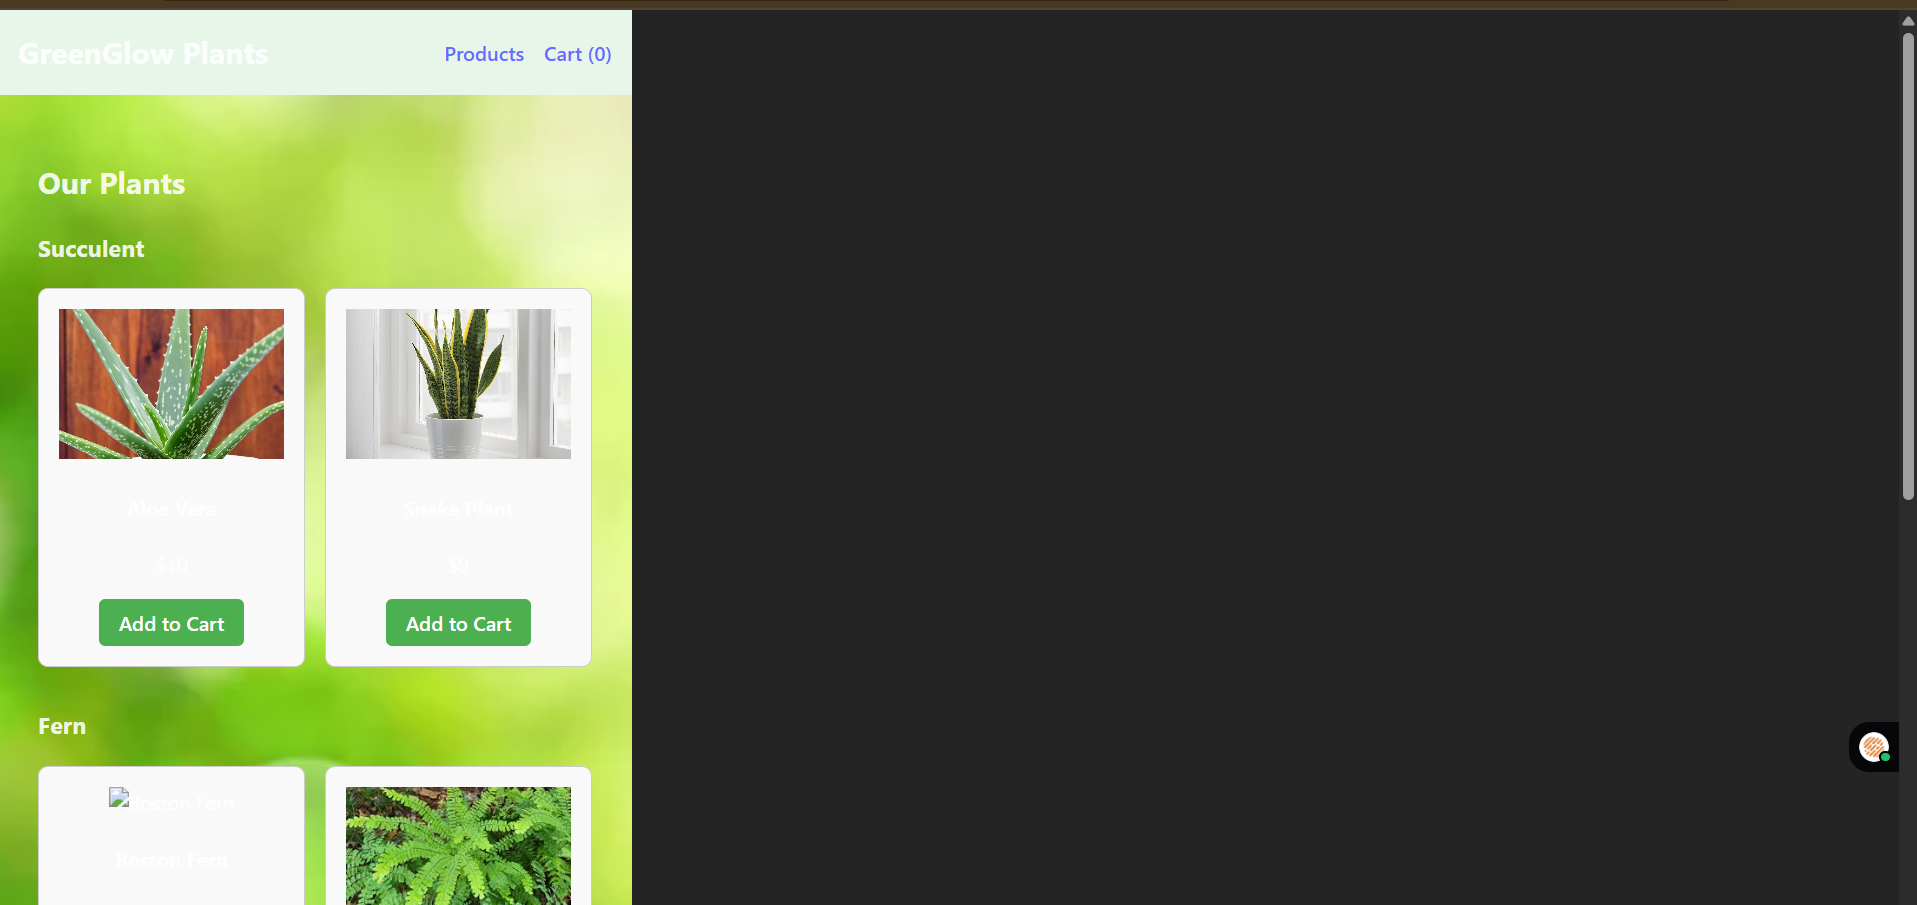 GreenGlow Plants
Products
Cart (0)
Our Plants
Succulent
Aloe Vera
$10
Add to Cart
Snake Plant
$9
Add to Cart
Fern
Boston Fern
Boston Fern